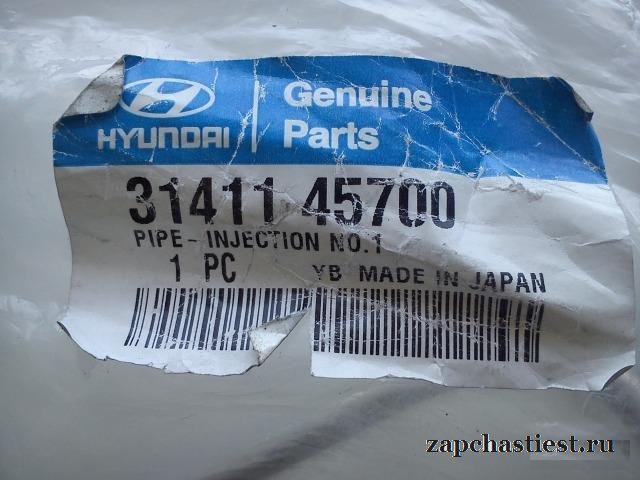 HYUNDAI
Genuine
Parts
31411 45700
PIPE- INJECTION NO.1
1 PC YB MADE IN JAPAN
zapchastiest.ru